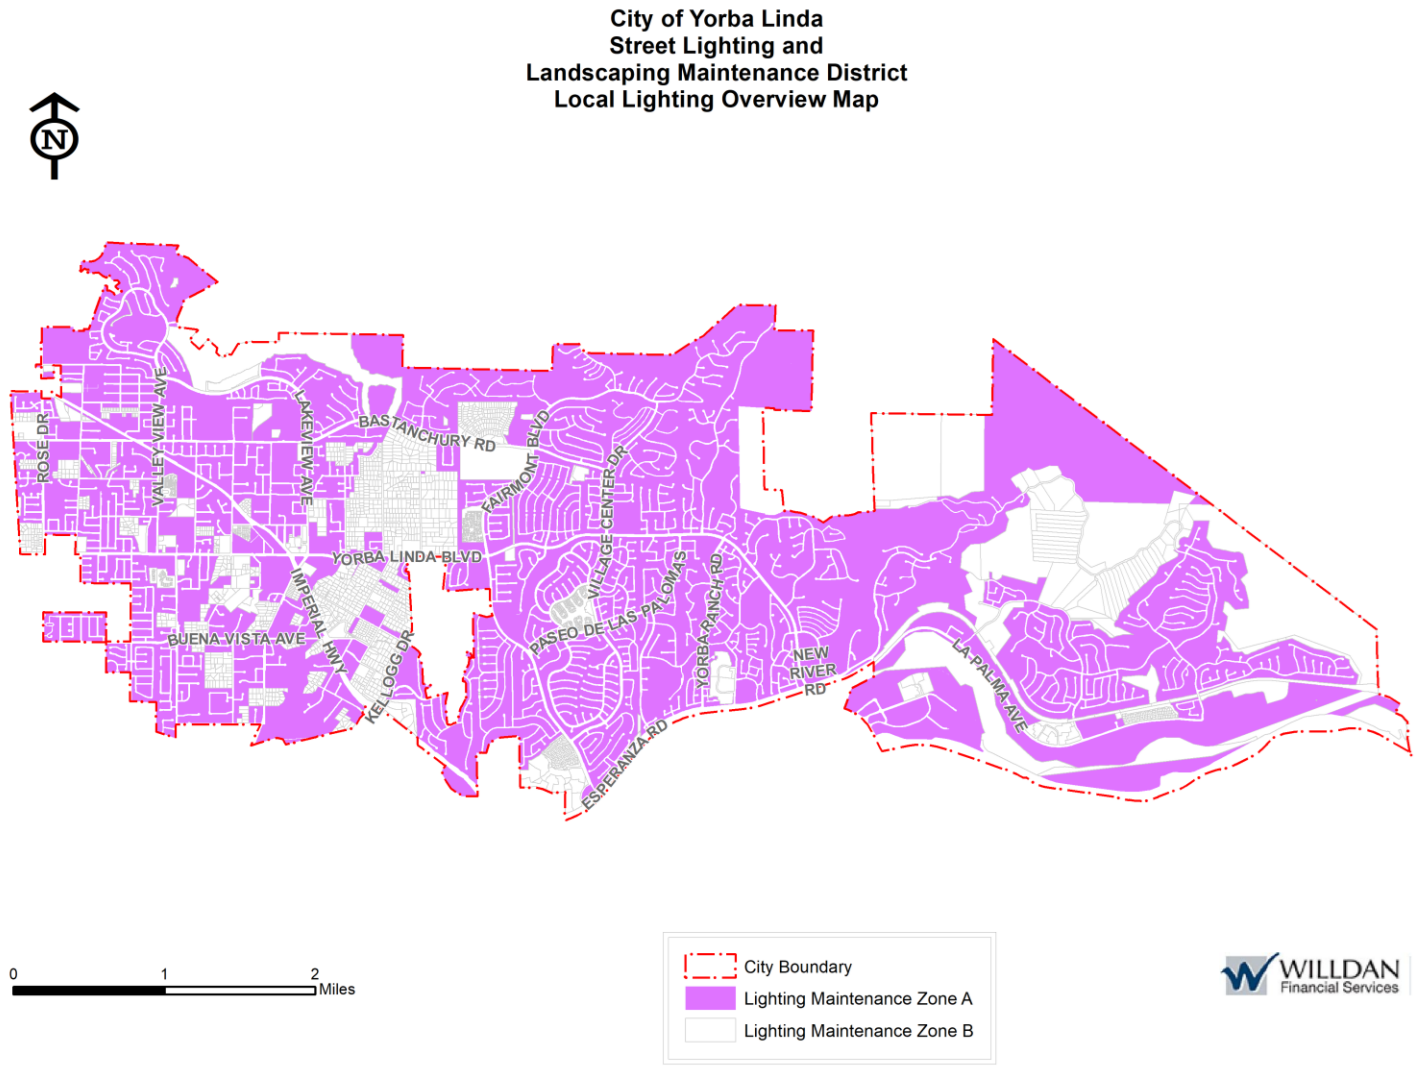 City of Yorba Linda
Street Lighting and
Landscaping Maintenance District
Local Lighting Overview Map
N
ROSE DR
VALLEY VIEW AVE
LAKEVIEW AVE
BASTANCHURY RD
FAIRMONT BLVD
VILLAGE CENTER DR
YORBA LINDA BLVD
IMPERIAL HWY
BUENA VISTA AVE
KELLOGG DR
PASEO DE LAS PALOMAS
YORBA RANCH RD
NEW
RIVER
RD
LA PALMA AVE
ESPERANZA RD
0 1 2
Miles
City Boundary
Lighting Maintenance Zone A
Lighting Maintenance Zone B
WILLDAN
Financial Services